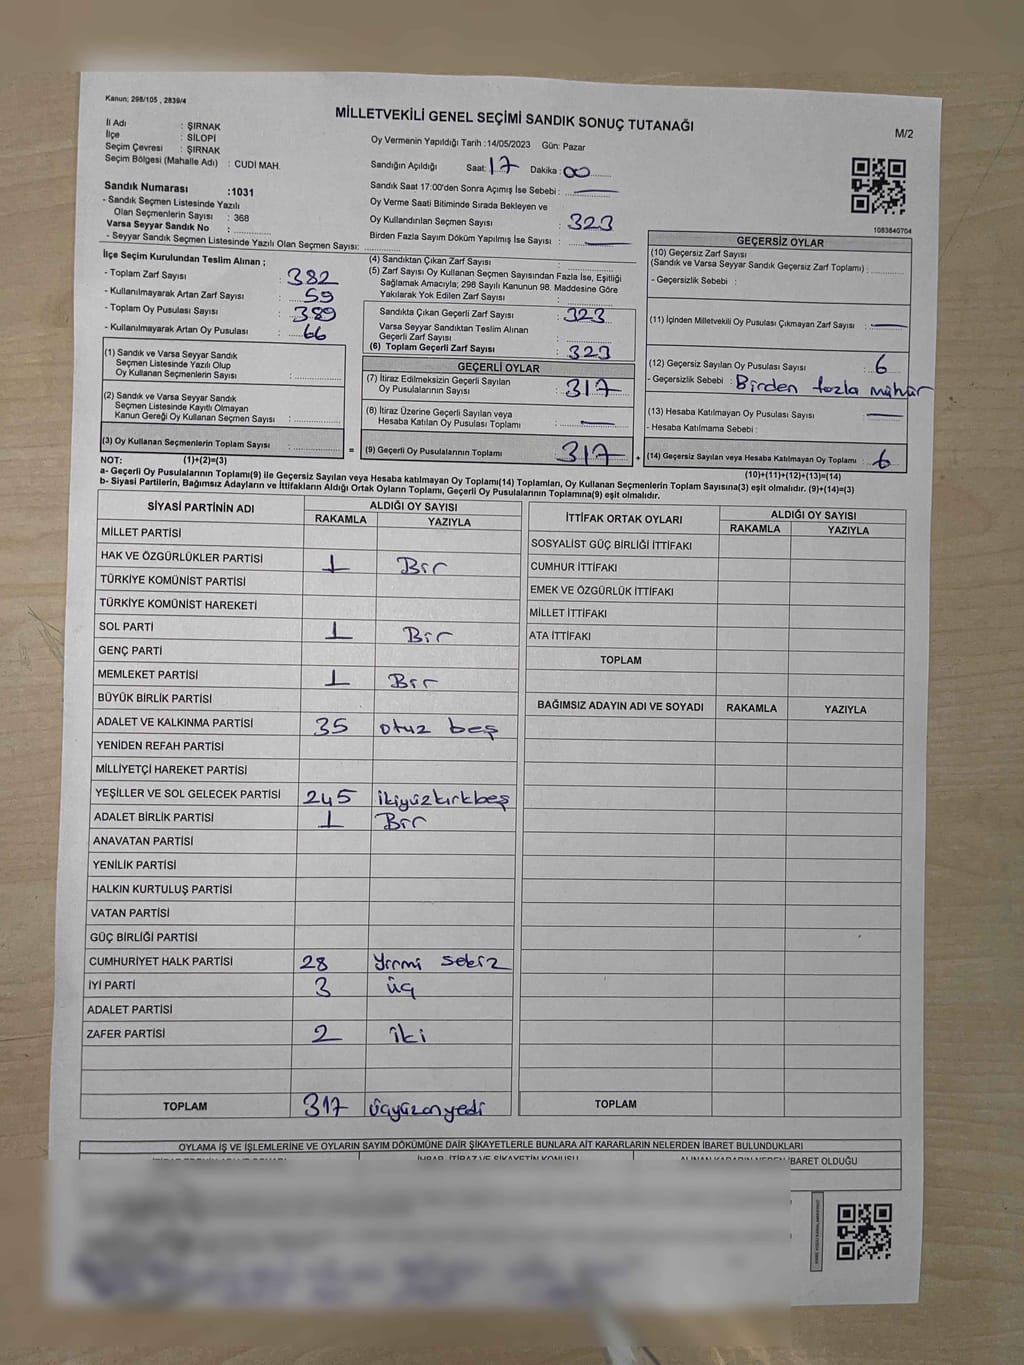 Kanun; 298/105 , 2839/4
MİLLETVEKİLİ GENEL SEÇİMİ SANDIK SONUÇ TUTANAĞI
M/2
İl Adı : ŞIRNAK
İlçe : SİLOPİ
Seçim Çevresi : ŞIRNAK
Seçim Bölgesi (Mahalle Adı) : CUDİ MAH.
Sandık Numarası :1031
- Sandık Seçmen Listesinde Yazılı
Olan Seçmenlerin Sayısı : 368
Varsa Seyyar Sandık No :
- Seyyar Sandık Seçmen Listesinde Yazılı Olan Seçmen Sayısı:
Oy Vermenin Yapıldığı Tarih :14/05/2023 Gün: Pazar
Sandığın Açıldığı Saat: 17 Dakika : 00
Sandık Saat 17:00'den Sonra Açımış İse Sebebi : —
Oy Verme Saati Bitiminde Sırada Bekleyen ve
Oy Kullandırılan Seçmen Sayısı : 323
Birden Fazla Sayım Döküm Yapılmış İse Sayısı : —
1083840704
İlçe Seçim Kurulundan Teslim Alınan ;
- Toplam Zarf Sayısı : 382
- Kullanılmayarak Artan Zarf Sayısı : 59
- Toplam Oy Pusulası Sayısı : 389
- Kullanılmayarak Artan Oy Pusulası : 66
(1) Sandık ve Varsa Seyyar Sandık
Seçmen Listesinde Yazılı Olup
Oy Kullanan Seçmenlerin Sayısı :
(2) Sandık ve Varsa Seyyar Sandık
Seçmen Listesinde Kayıtlı Olmayan
Kanun Gereği Oy Kullanan Seçmen Sayısı :
(3) Oy Kullanan Seçmenlerin Toplam Sayısı :
(4) Sandıktan Çıkan Zarf Sayısı :
(5) Zarf Sayısı Oy Kullanan Seçmen Sayısından Fazla İse, Eşitliği
Sağlamak Amacıyla; 298 Sayılı Kanunun 98. Maddesine Göre
Yakılarak Yok Edilen Zarf Sayısı :
Sandıkta Çıkan Geçerli Zarf Sayısı : 323
Varsa Seyyar Sandıktan Teslim Alınan
Geçerli Zarf Sayısı :
(6) Toplam Geçerli Zarf Sayısı : 323
GEÇERLİ OYLAR
(7) İtiraz Edilmeksizin Geçerli Sayılan
Oy Pusulalarının Sayısı : 317
(8) İtiraz Üzerine Geçerli Sayılan veya
Hesaba Katılan Oy Pusulası Toplamı : —
= (9) Geçerli Oy Pusulalarının Toplamı : 317 +
GEÇERSİZ OYLAR
(10) Geçersiz Zarf Sayısı
(Sandık ve Varsa Seyyar Sandık Geçersiz Zarf Toplamı) :
- Geçersizlik Sebebi :
(11) İçinden Milletvekili Oy Pusulası Çıkmayan Zarf Sayısı : —
(12) Geçersiz Sayılan Oy Pusulası Sayısı : 6
- Geçersizlik Sebebi : Birden fazla mühür
(13) Hesaba Katılmayan Oy Pusulası Sayısı : —
- Hesaba Katılmama Sebebi :
(14) Geçersiz Sayılan veya Hesaba Katılmayan Oy Toplamı : 6
NOT: (1)+(2)=(3)
(10)+(11)+(12)+(13)=(14)
a- Geçerli Oy Pusulalarının Toplamı(9) ile Geçersiz Sayılan veya Hesaba katılmayan Oy Toplamı(14) Toplamları, Oy Kullanan Seçmenlerin Toplam Sayısına(3) eşit olmalıdır. (9)+(14)=(3)
b- Siyasi Partilerin, Bağımsız Adayların ve İttifakların Aldığı Ortak Oyların Toplamı, Geçerli Oy Pusulalarının Toplamına(9) eşit olmalıdır.
SİYASİ PARTİNİN ADI ALDIĞI OY SAYISI
RAKAMLA YAZIYLA
MİLLET PARTİSİ
HAK VE ÖZGÜRLÜKLER PARTİSİ 1 Bir
TÜRKİYE KOMÜNİST PARTİSİ
TÜRKİYE KOMÜNİST HAREKETİ
SOL PARTİ 1 Bir
GENÇ PARTİ
MEMLEKET PARTİSİ 1 Bir
BÜYÜK BİRLİK PARTİSİ
ADALET VE KALKINMA PARTİSİ 35 otuz beş
YENİDEN REFAH PARTİSİ
MİLLİYETÇİ HAREKET PARTİSİ
YEŞİLLER VE SOL GELECEK PARTİSİ 245 ikiyüzkırkbeş
ADALET BİRLİK PARTİSİ 1 Bir
ANAVATAN PARTİSİ
YENİLİK PARTİSİ
HALKIN KURTULUŞ PARTİSİ
VATAN PARTİSİ
GÜÇ BİRLİĞİ PARTİSİ
CUMHURİYET HALK PARTİSİ 28 Yirmi sekiz
İYİ PARTİ 3 üç
ADALET PARTİSİ
ZAFER PARTİSİ 2 iki
TOPLAM 317 üçyüzonyedi
İTTİFAK ORTAK OYLARI ALDIĞI OY SAYISI
RAKAMLA YAZIYLA
SOSYALİST GÜÇ BİRLİĞİ İTTİFAKI
CUMHUR İTTİFAKI
EMEK VE ÖZGÜRLÜK İTTİFAKI
MİLLET İTTİFAKI
ATA İTTİFAKI
TOPLAM
BAĞIMSIZ ADAYIN ADI VE SOYADI RAKAMLA YAZIYLA
TOPLAM
OYLAMA İŞ VE İŞLEMLERİNE VE OYLARIN SAYIM DÖKÜMÜNE DAİR ŞİKAYETLERLE BUNLARA AİT KARARLARIN NELERDEN İBARET BULUNDUKLARI
İHBAR, İTİRAZ VE ŞİKAYETİN KONUSU
ALINAN KARARIN NEDEN İBARET OLDUĞU